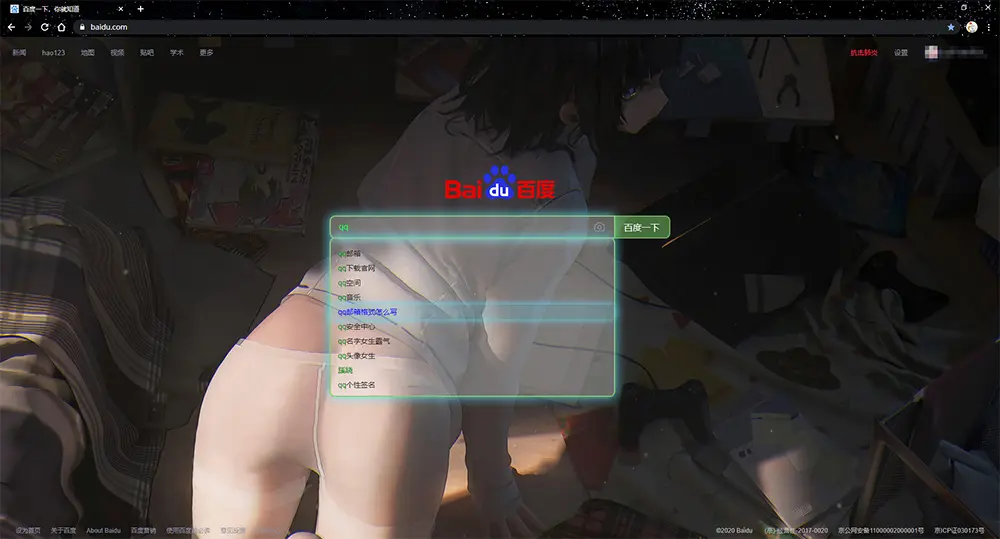 百度一下,你就知道
baidu.com
新闻 hao123 地图 视频 贴吧 学术 更多
抗击肺炎 设置
Bai du 百度
qq 百度一下
qq邮箱
qq下载官网
qq空间
qq音乐
qq邮箱格式怎么写
qq安全中心
qq名字女生霸气
qq头像女生
qq个性签名
设为首页 关于百度 About Baidu 百度营销 使用百度前必读 意见反馈
©2020 Baidu (京)-经营性-2017-0020 京公网安备11000002000001号 京ICP证030173号